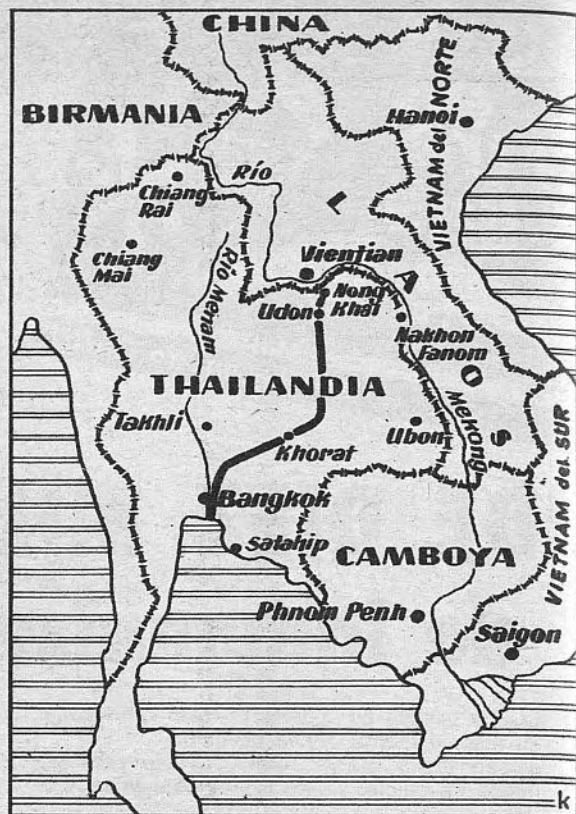 CHINA
BIRMANIA
Hanoi
VIETNAM del NORTE
Chiang
Rai
Río
L
A
O
S
Chiang
Mai
Río Menam
Vientian
Nong
Khai
Udon
Nakhon
Fanom
THAILANDIA
Mekong
Takhli
Khorat
Ubon
VIETNAM del SUR
Bangkok
Satahip
CAMBOYA
Phnom Penh
Saigon
k